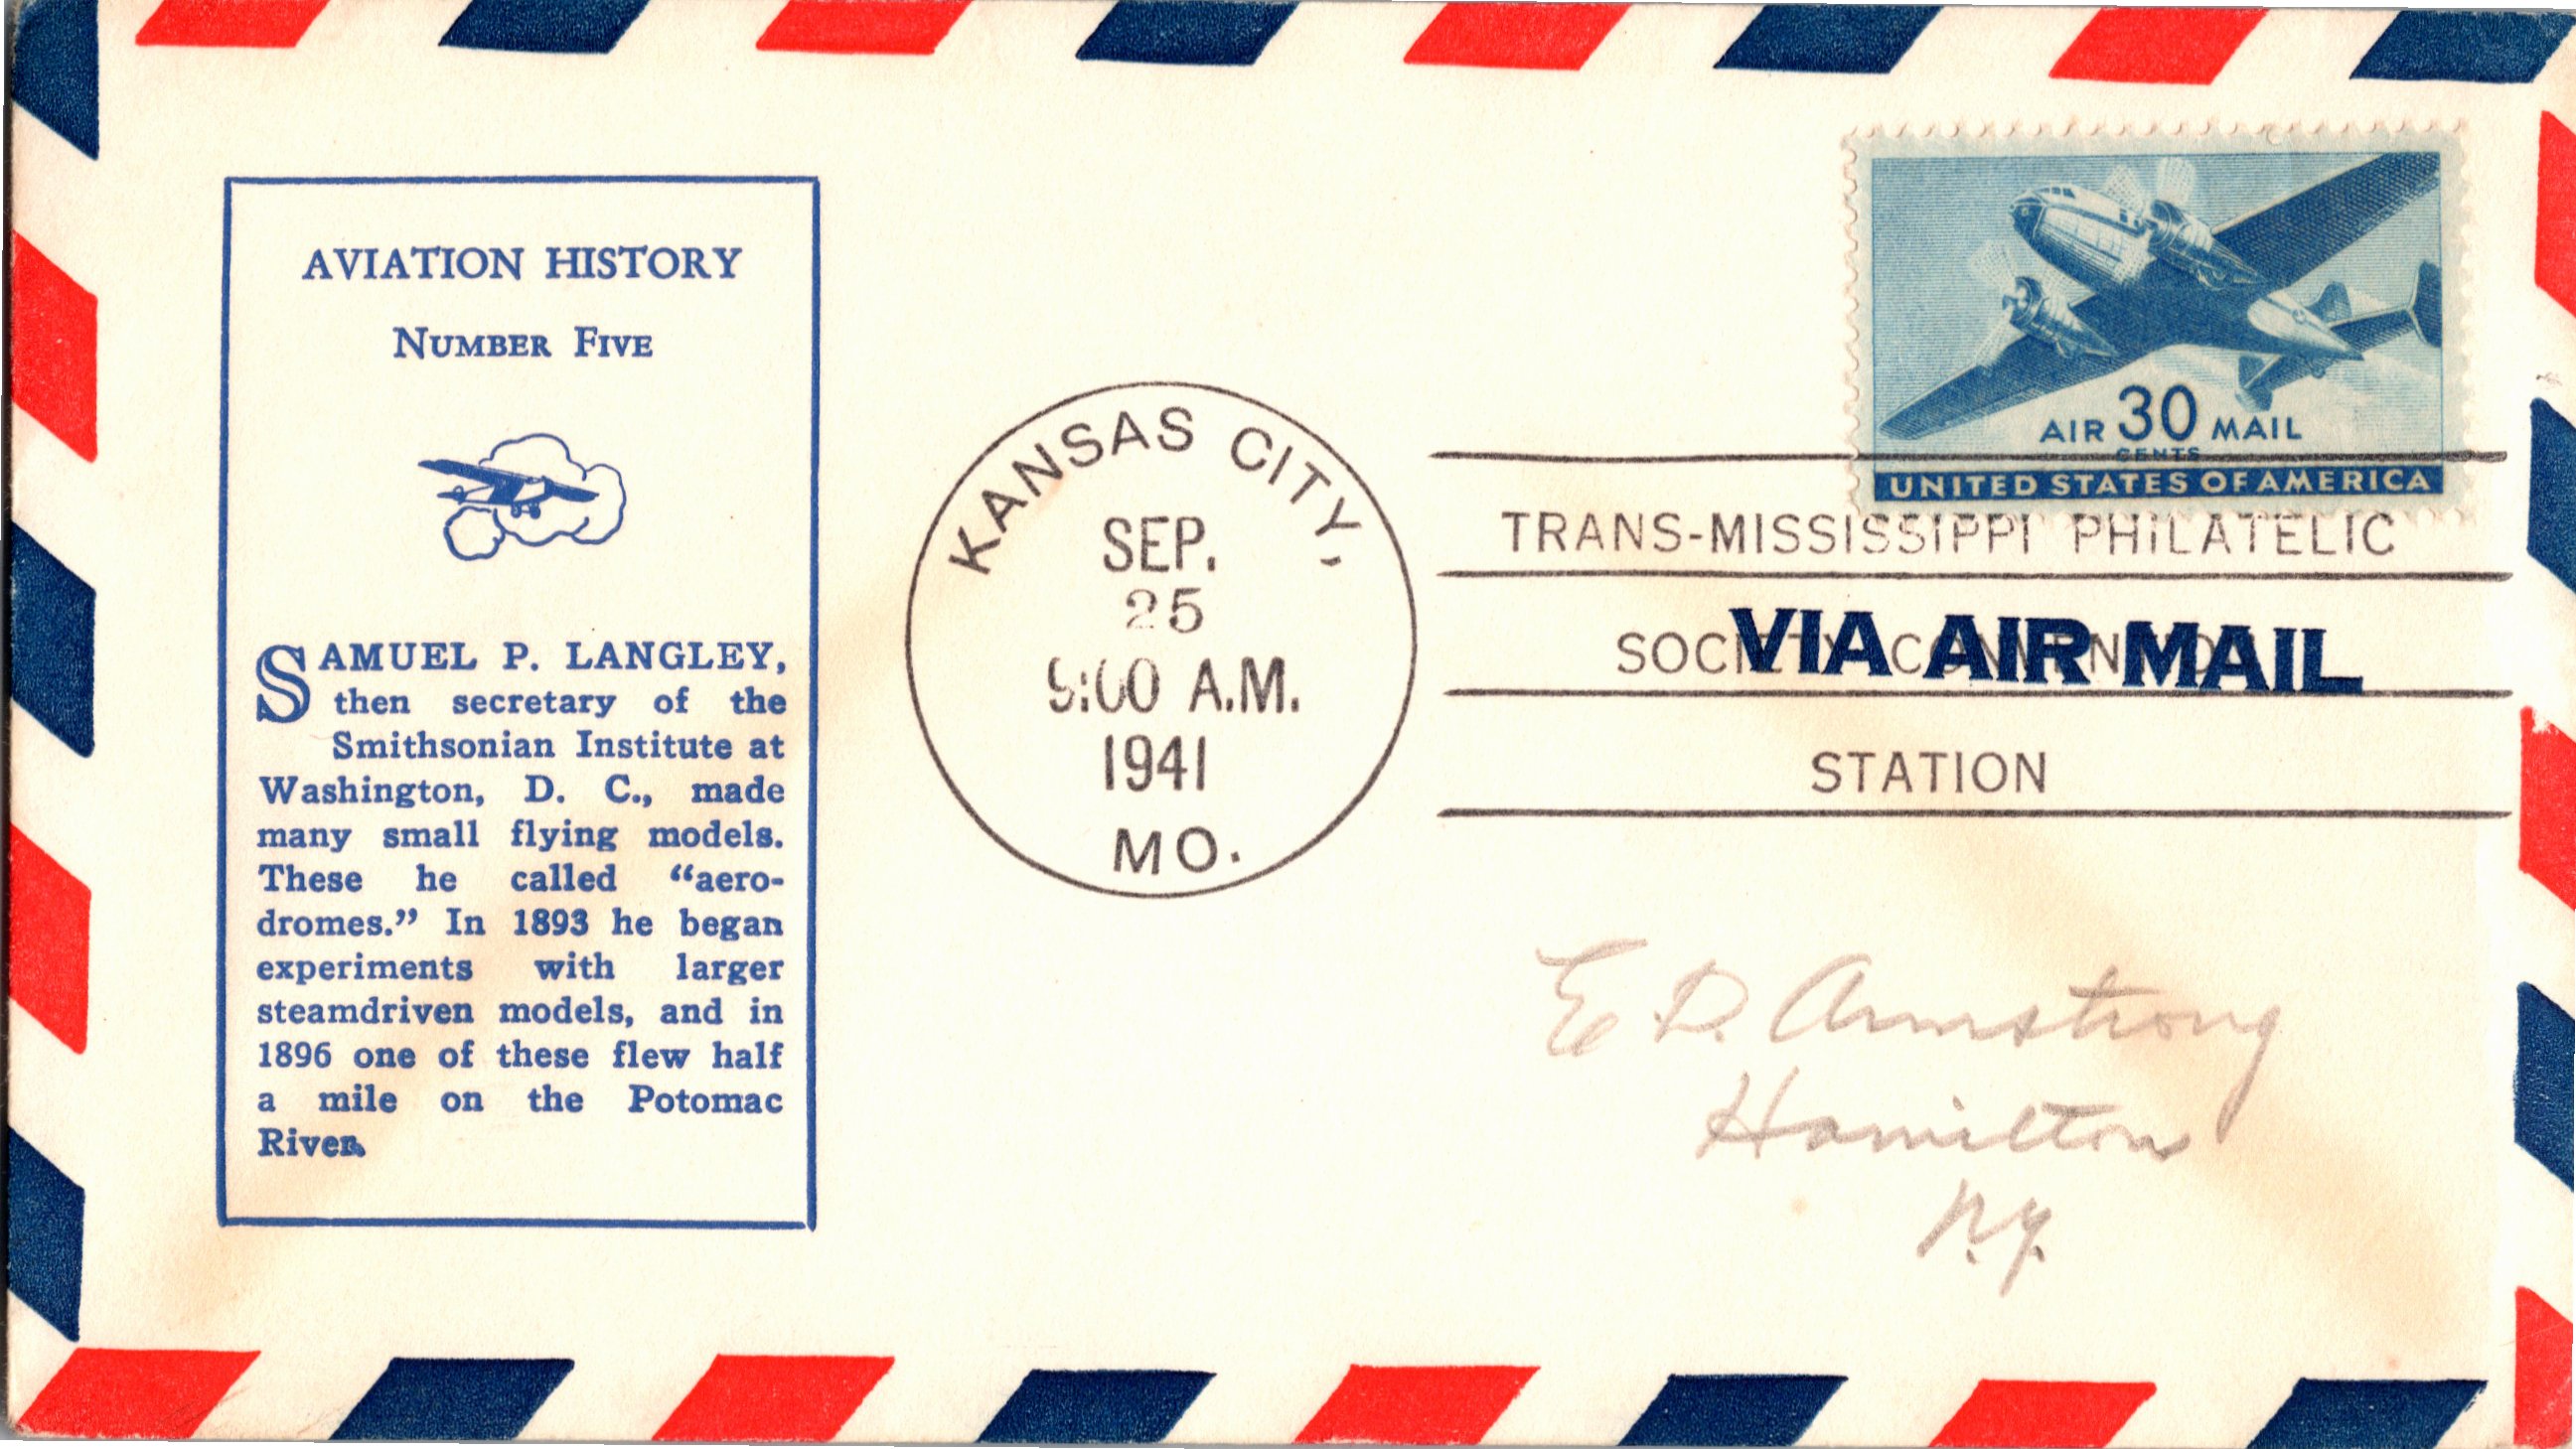 AVIATION HISTORY
NUMBER FIVE
SAMUEL P. LANGLEY,
then secretary of the
Smithsonian Institute at
Washington, D. C., made
many small flying models.
These he called “aero-
dromes.” In 1893 he began
experiments with larger
steamdriven models, and in
1896 one of these flew half
a mile on the Potomac
River.
KANSAS CITY,
SEP.
25
9:00 A.M.
1941
MO.
AIR 30 MAIL
CENTS
UNITED STATES OF AMERICA
TRANS-MISSISSIPPI PHILATELIC
SOCIETY CONVENTION
VIA AIR MAIL
STATION
E D. Armstrong
Hamilton
N.Y.